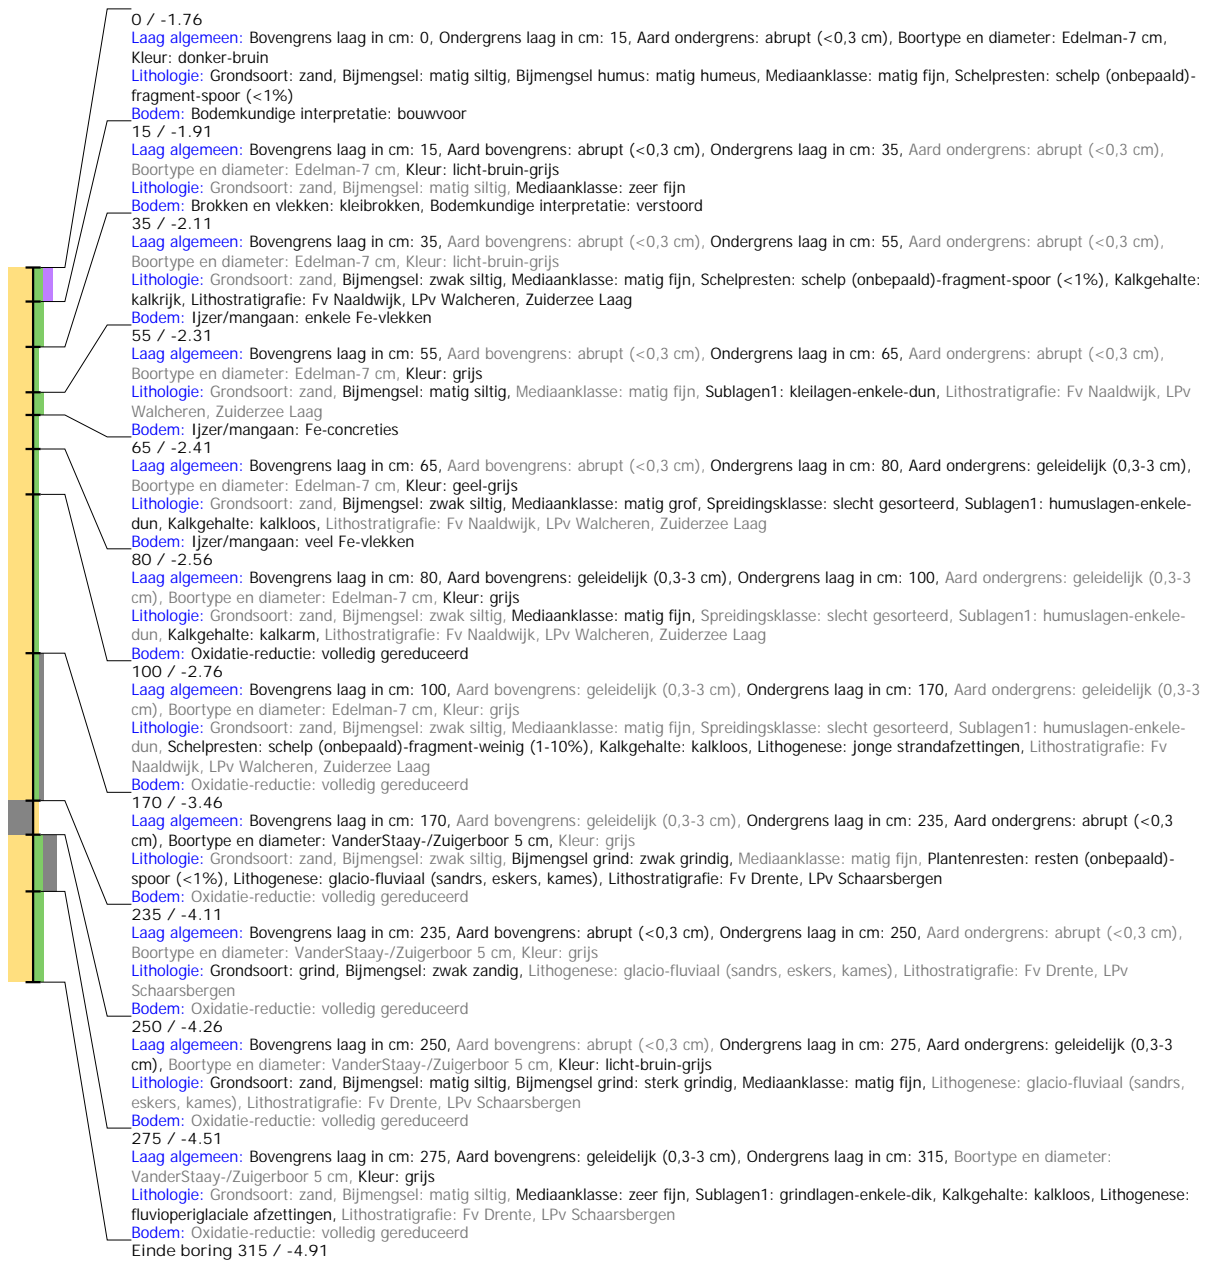 0 / -1.76
Laag algemeen: Bovengrens laag in cm: 0, Ondergrens laag in cm: 15, Aard ondergrens: abrupt (<0,3 cm), Boortype en diameter: Edelman-7 cm,
Kleur: donker-bruin
Lithologie: Grondsoort: zand, Bijmengsel: matig siltig, Bijmengsel humus: matig humeus, Mediaanklasse: matig fijn, Schelpresten: schelp (onbepaald)-
fragment-spoor (<1%)
Bodem: Bodemkundige interpretatie: bouwvoor
15 / -1.91
Laag algemeen: Bovengrens laag in cm: 15, Aard bovengrens: abrupt (<0,3 cm), Ondergrens laag in cm: 35, Aard ondergrens: abrupt (<0,3 cm),
Boortype en diameter: Edelman-7 cm, Kleur: licht-bruin-grijs
Lithologie: Grondsoort: zand, Bijmengsel: matig siltig, Mediaanklasse: zeer fijn
Bodem: Brokken en vlekken: kleibrokken, Bodemkundige interpretatie: verstoord
35 / -2.11
Laag algemeen: Bovengrens laag in cm: 35, Aard bovengrens: abrupt (<0,3 cm), Ondergrens laag in cm: 55, Aard ondergrens: abrupt (<0,3 cm),
Boortype en diameter: Edelman-7 cm, Kleur: licht-bruin-grijs
Lithologie: Grondsoort: zand, Bijmengsel: zwak siltig, Mediaanklasse: matig fijn, Schelpresten: schelp (onbepaald)-fragment-spoor (<1%), Kalkgehalte:
kalkrijk, Lithostratigrafie: Fv Naaldwijk, LPv Walcheren, Zuiderzee Laag
Bodem: Ijzer/mangaan: enkele Fe-vlekken
55 / -2.31
Laag algemeen: Bovengrens laag in cm: 55, Aard bovengrens: abrupt (<0,3 cm), Ondergrens laag in cm: 65, Aard ondergrens: abrupt (<0,3 cm),
Boortype en diameter: Edelman-7 cm, Kleur: grijs
Lithologie: Grondsoort: zand, Bijmengsel: matig siltig, Mediaanklasse: matig fijn, Sublagen1: kleilagen-enkele-dun, Lithostratigrafie: Fv Naaldwijk, LPv
Walcheren, Zuiderzee Laag
Bodem: Ijzer/mangaan: Fe-concreties
65 / -2.41
Laag algemeen: Bovengrens laag in cm: 65, Aard bovengrens: abrupt (<0,3 cm), Ondergrens laag in cm: 80, Aard ondergrens: geleidelijk (0,3-3 cm),
Boortype en diameter: Edelman-7 cm, Kleur: geel-grijs
Lithologie: Grondsoort: zand, Bijmengsel: zwak siltig, Mediaanklasse: matig grof, Spreidingsklasse: slecht gesorteerd, Sublagen1: humuslagen-enkele-
dun, Kalkgehalte: kalkloos, Lithostratigrafie: Fv Naaldwijk, LPv Walcheren, Zuiderzee Laag
Bodem: Ijzer/mangaan: veel Fe-vlekken
80 / -2.56
Laag algemeen: Bovengrens laag in cm: 80, Aard bovengrens: geleidelijk (0,3-3 cm), Ondergrens laag in cm: 100, Aard ondergrens: geleidelijk (0,3-3
cm), Boortype en diameter: Edelman-7 cm, Kleur: grijs
Lithologie: Grondsoort: zand, Bijmengsel: zwak siltig, Mediaanklasse: matig fijn, Spreidingsklasse: slecht gesorteerd, Sublagen1: humuslagen-enkele-
dun, Kalkgehalte: kalkarm, Lithostratigrafie: Fv Naaldwijk, LPv Walcheren, Zuiderzee Laag
Bodem: Oxidatie-reductie: volledig gereduceerd
100 / -2.76
Laag algemeen: Bovengrens laag in cm: 100, Aard bovengrens: geleidelijk (0,3-3 cm), Ondergrens laag in cm: 170, Aard ondergrens: geleidelijk (0,3-3
cm), Boortype en diameter: Edelman-7 cm, Kleur: grijs
Lithologie: Grondsoort: zand, Bijmengsel: zwak siltig, Mediaanklasse: matig fijn, Spreidingsklasse: slecht gesorteerd, Sublagen1: humuslagen-enkele-
dun, Schelpresten: schelp (onbepaald)-fragment-weinig (1-10%), Kalkgehalte: kalkloos, Lithogenese: jonge strandafzettingen, Lithostratigrafie: Fv
Naaldwijk, LPv Walcheren, Zuiderzee Laag
Bodem: Oxidatie-reductie: volledig gereduceerd
170 / -3.46
Laag algemeen: Bovengrens laag in cm: 170, Aard bovengrens: geleidelijk (0,3-3 cm), Ondergrens laag in cm: 235, Aard ondergrens: abrupt (<0,3
cm), Boortype en diameter: VanderStaay-/Zuigerboor 5 cm, Kleur: grijs
Lithologie: Grondsoort: zand, Bijmengsel: zwak siltig, Bijmengsel grind: zwak grindig, Mediaanklasse: matig fijn, Plantenresten: resten (onbepaald)-
spoor (<1%), Lithogenese: glacio-fluviaal (sandrs, eskers, kames), Lithostratigrafie: Fv Drente, LPv Schaarsbergen
Bodem: Oxidatie-reductie: volledig gereduceerd
235 / -4.11
Laag algemeen: Bovengrens laag in cm: 235, Aard bovengrens: abrupt (<0,3 cm), Ondergrens laag in cm: 250, Aard ondergrens: abrupt (<0,3 cm),
Boortype en diameter: VanderStaay-/Zuigerboor 5 cm, Kleur: grijs
Lithologie: Grondsoort: grind, Bijmengsel: zwak zandig, Lithogenese: glacio-fluviaal (sandrs, eskers, kames), Lithostratigrafie: Fv Drente, LPv
Schaarsbergen
Bodem: Oxidatie-reductie: volledig gereduceerd
250 / -4.26
Laag algemeen: Bovengrens laag in cm: 250, Aard bovengrens: abrupt (<0,3 cm), Ondergrens laag in cm: 275, Aard ondergrens: geleidelijk (0,3-3
cm), Boortype en diameter: VanderStaay-/Zuigerboor 5 cm, Kleur: licht-bruin-grijs
Lithologie: Grondsoort: zand, Bijmengsel: matig siltig, Bijmengsel grind: sterk grindig, Mediaanklasse: matig fijn, Lithogenese: glacio-fluviaal (sandrs,
eskers, kames), Lithostratigrafie: Fv Drente, LPv Schaarsbergen
Bodem: Oxidatie-reductie: volledig gereduceerd
275 / -4.51
Laag algemeen: Bovengrens laag in cm: 275, Aard bovengrens: geleidelijk (0,3-3 cm), Ondergrens laag in cm: 315, Boortype en diameter:
VanderStaay-/Zuigerboor 5 cm, Kleur: grijs
Lithologie: Grondsoort: zand, Bijmengsel: matig siltig, Mediaanklasse: zeer fijn, Sublagen1: grindlagen-enkele-dik, Kalkgehalte: kalkloos, Lithogenese:
fluvioperiglaciale afzettingen, Lithostratigrafie: Fv Drente, LPv Schaarsbergen
Bodem: Oxidatie-reductie: volledig gereduceerd
Einde boring 315 / -4.91